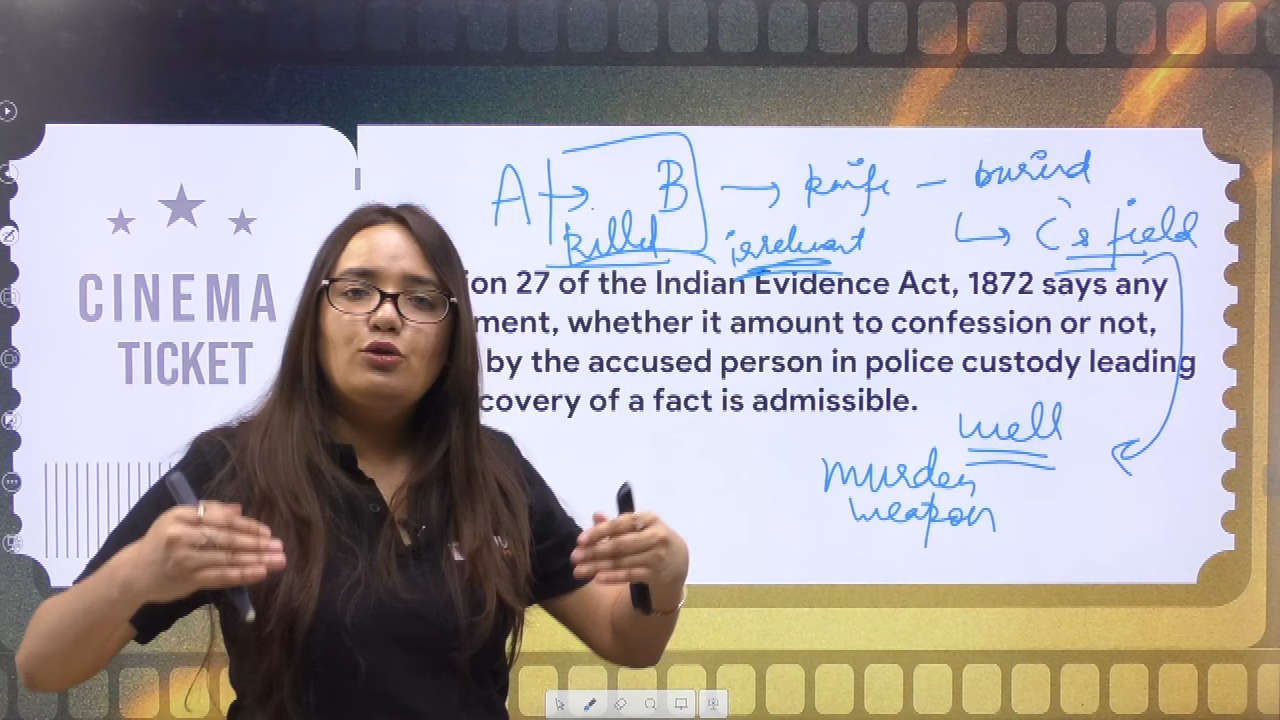 A → B → knife – buried
killed irrelevant ↳ C's field
CINEMA
TICKET
ion 27 of the Indian Evidence Act, 1872 says any
ment, whether it amount to confession or not,
by the accused person in police custody leading
covery of a fact is admissible.
well
murder
weapon